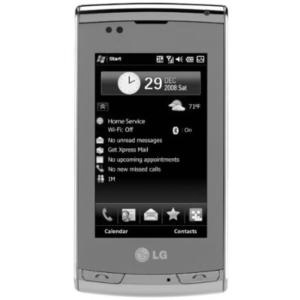 Start
29 DEC
2008 Sat
71°F
Home Service
Wi-Fi: Off
On
No unread messages
Get Xpress Mail
No upcoming appointments
No new missed calls
IM
Calendar Contacts
LG